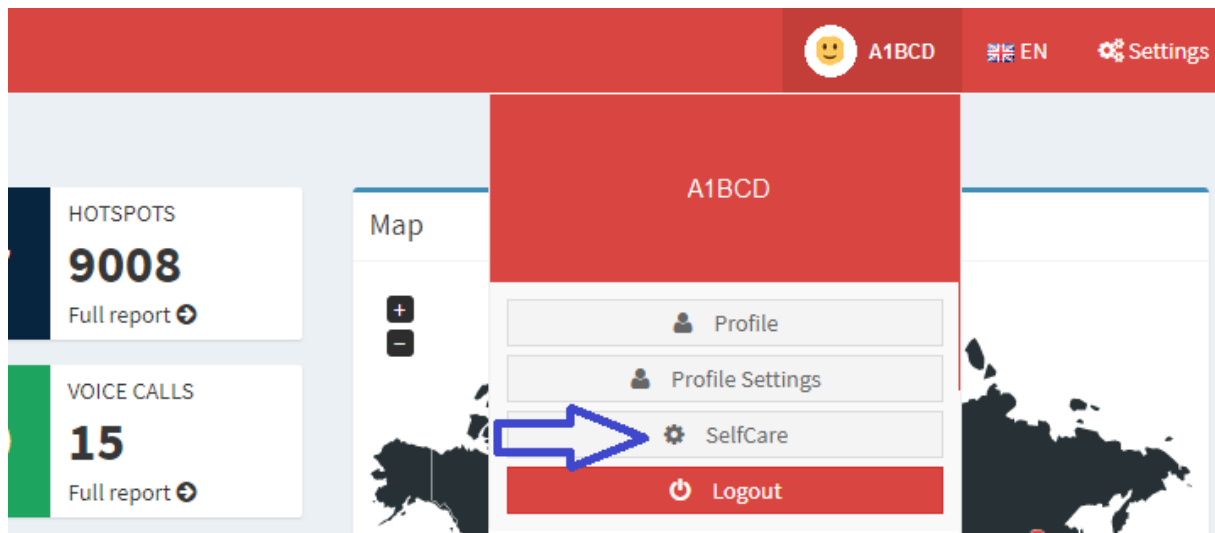 A1BCD
EN
Settings
A1BCD
HOTSPOTS
9008
Full report
Map
+
−
Profile
Profile Settings
SelfCare
Logout
VOICE CALLS
15
Full report